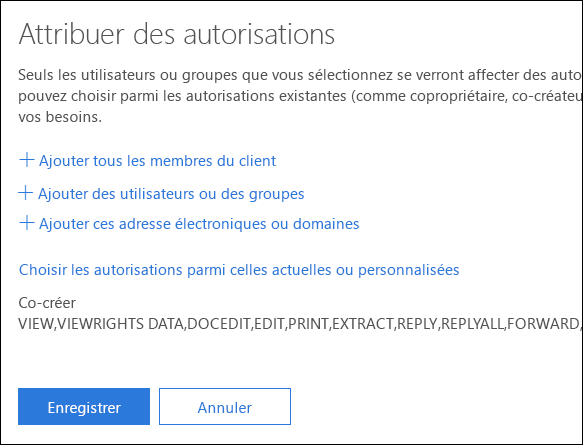 Attribuer des autorisations
Seuls les utilisateurs ou groupes que vous sélectionnez se verront affecter des auto
pouvez choisir parmi les autorisations existantes (comme copropriétaire, co-créateu
vos besoins.
Ajouter tous les membres du client
Ajouter des utilisateurs ou des groupes
Ajouter ces adresse électroniques ou domaines
Choisir les autorisations parmi celles actuelles ou personnalisées
Co-créer
VIEW,VIEWRIGHTS DATA,DOCEDIT,EDIT,PRINT,EXTRACT,REPLY,REPLYALL,FORWARD,
Enregistrer
Annuler